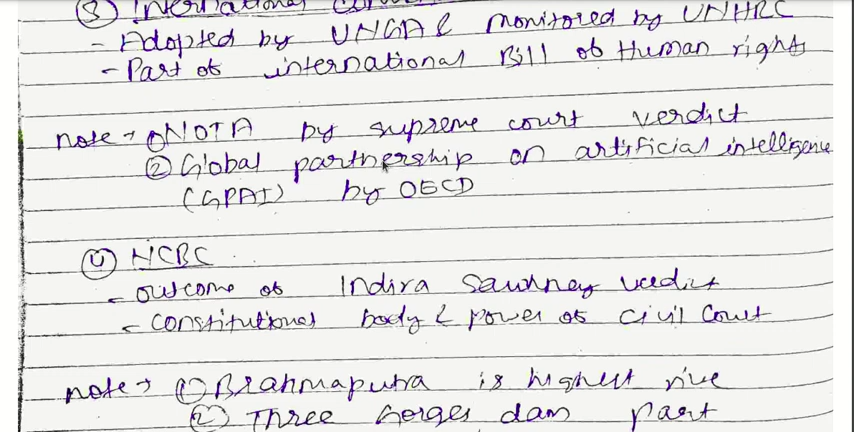 ③ International
- Adopted by UNGA & monitored by UNHRC
- Part of international Bill of Human rights
note → ① NOTA by supreme court verdict
② Global partnership on artificial intelligence
(GPAI) by OECD
④ NCBC
- outcome of Indira Sawhney verdict
- constitutional body & power of civil court
note → ① Brahmaputra is highest rive
② Three Gorges dam part